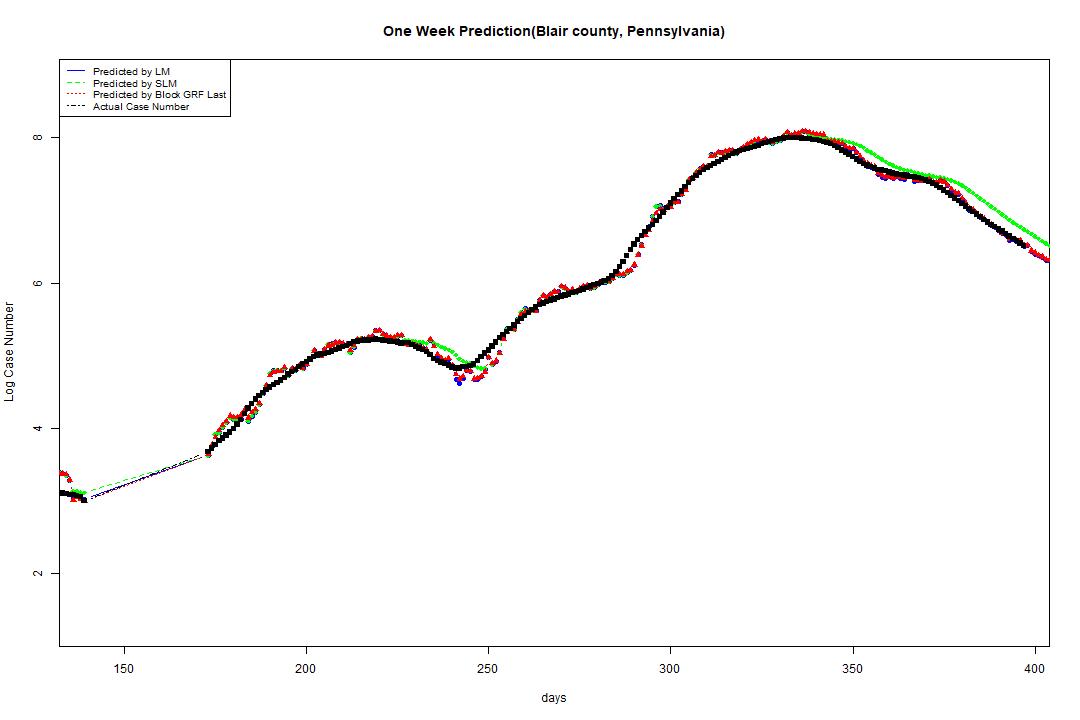 One Week Prediction(Blair county, Pennsylvania)
Predicted by LM
Predicted by SLM
Predicted by Block GRF Last
Actual Case Number
8
6
4
2
Log Case Number
150 200 250 300 350 400
days